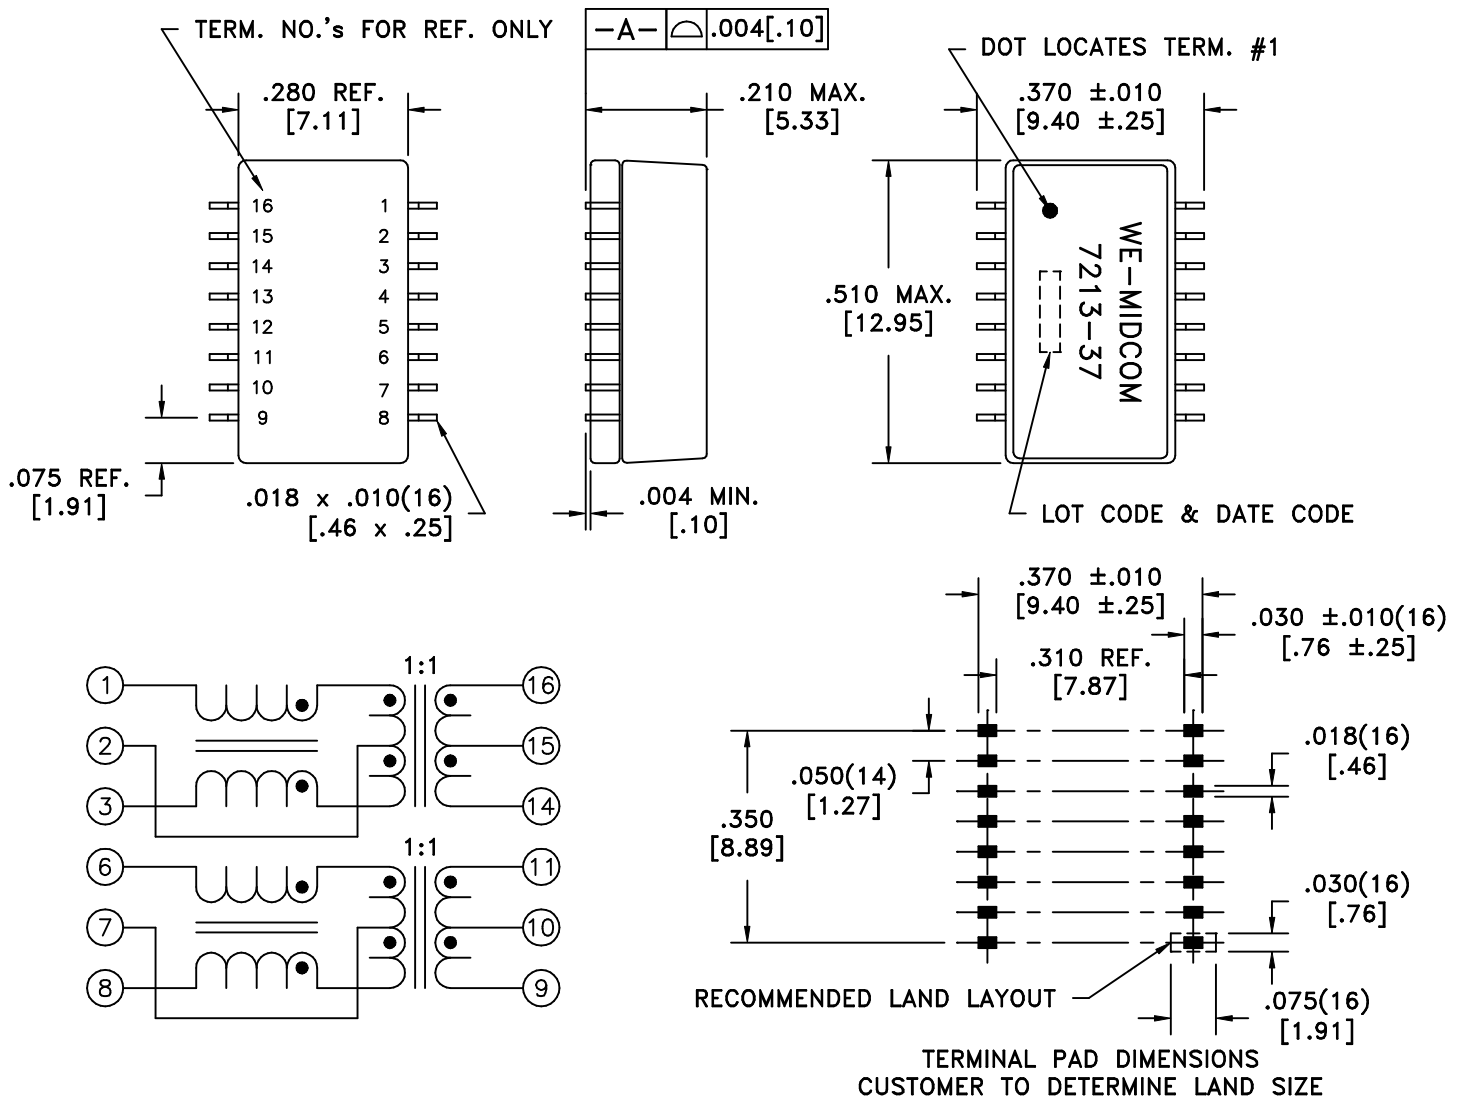 TERM. NO.'s FOR REF. ONLY
-A- .004[.10]
DOT LOCATES TERM. #1
.280 REF.
[7.11]
.210 MAX.
[5.33]
.370 ±.010
[9.40 ±.25]
16 1
15 2
14 3
13 4
12 5
11 6
10 7
9 8
WE-MIDCOM
7213-37
.510 MAX.
[12.95]
.075 REF.
[1.91]
.018 x .010(16)
[.46 x .25]
.004 MIN.
[.10]
LOT CODE & DATE CODE
1:1
1 16
2 15
3 14
1:1
6 11
7 10
8 9
.370 ±.010
[9.40 ±.25]
.030 ±.010(16)
[.76 ±.25]
.310 REF.
[7.87]
.018(16)
[.46]
.050(14)
[1.27]
.350
[8.89]
.030(16)
[.76]
RECOMMENDED LAND LAYOUT
.075(16)
[1.91]
TERMINAL PAD DIMENSIONS
CUSTOMER TO DETERMINE LAND SIZE